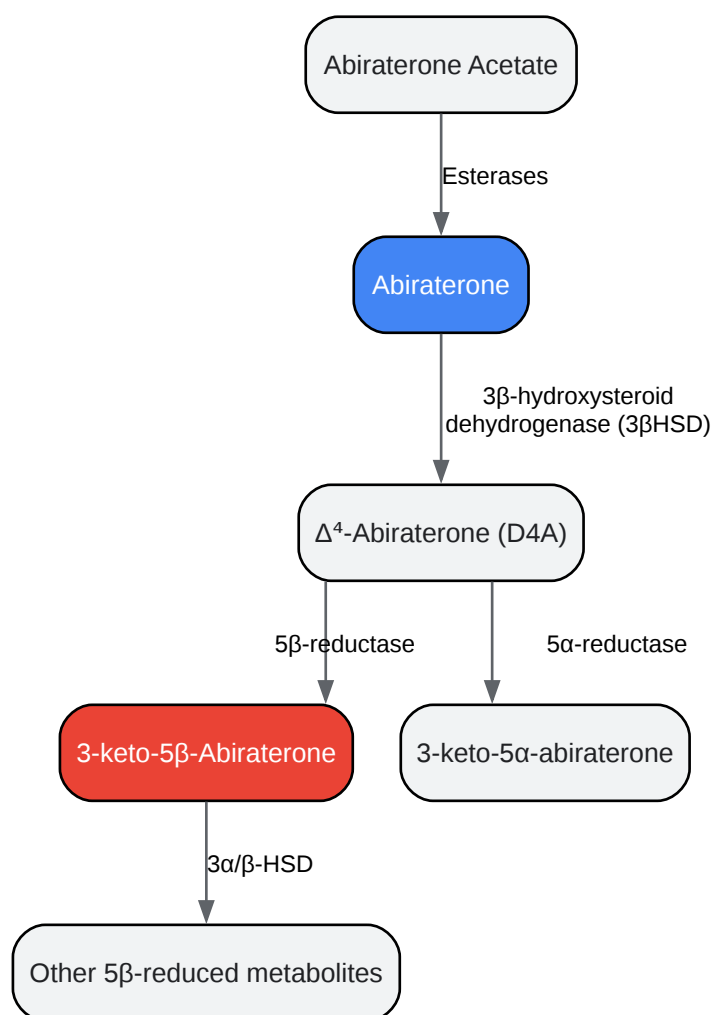 Abiraterone Acetate
Esterases
Abiraterone
3β-hydroxysteroid
dehydrogenase (3βHSD)
Δ⁴-Abiraterone (D4A)
5β-reductase
5α-reductase
3-keto-5β-Abiraterone
3-keto-5α-abiraterone
3α/β-HSD
Other 5β-reduced metabolites